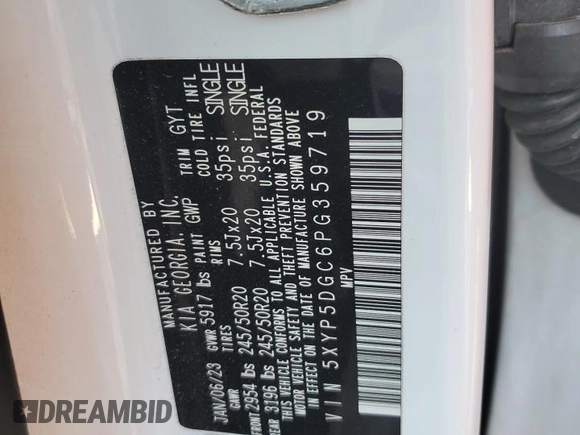 MANUFACTURED BY
KIA GEORGIA, INC.
JAN/06/23 GVWR 5917 lbs PAINT GWP TRIM GYT
GAWR TIRES COLD TIRE INFL
FRONT 2954 lbs 245/50R20 7.5Jx20 35psi SINGLE
REAR 3196 lbs 245/50R20 7.5Jx20 35psi SINGLE
THIS VEHICLE CONFORMS TO ALL APPLICABLE U.S.A. FEDERAL
MOTOR VEHICLE SAFETY AND THEFT PREVENTION STANDARDS
IN EFFECT ON THE DATE OF MANUFACTURE SHOWN ABOVE
VIN 5XYP5DGC6PG359719
MPV
DREAMBID